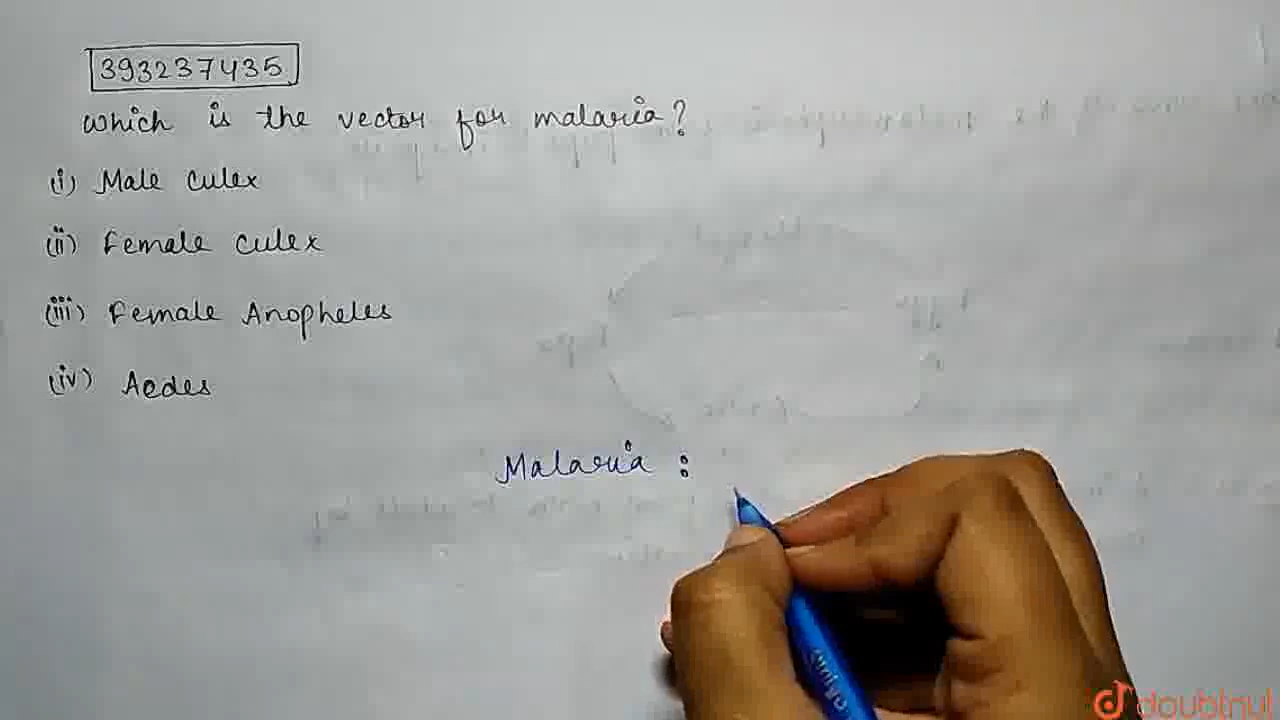 393237435
which is the vector for malaria?
(i) Male Culex
(ii) Female Culex
(iii) Female Anopheles
(iv) Aedes
Malaria :
doubtnut